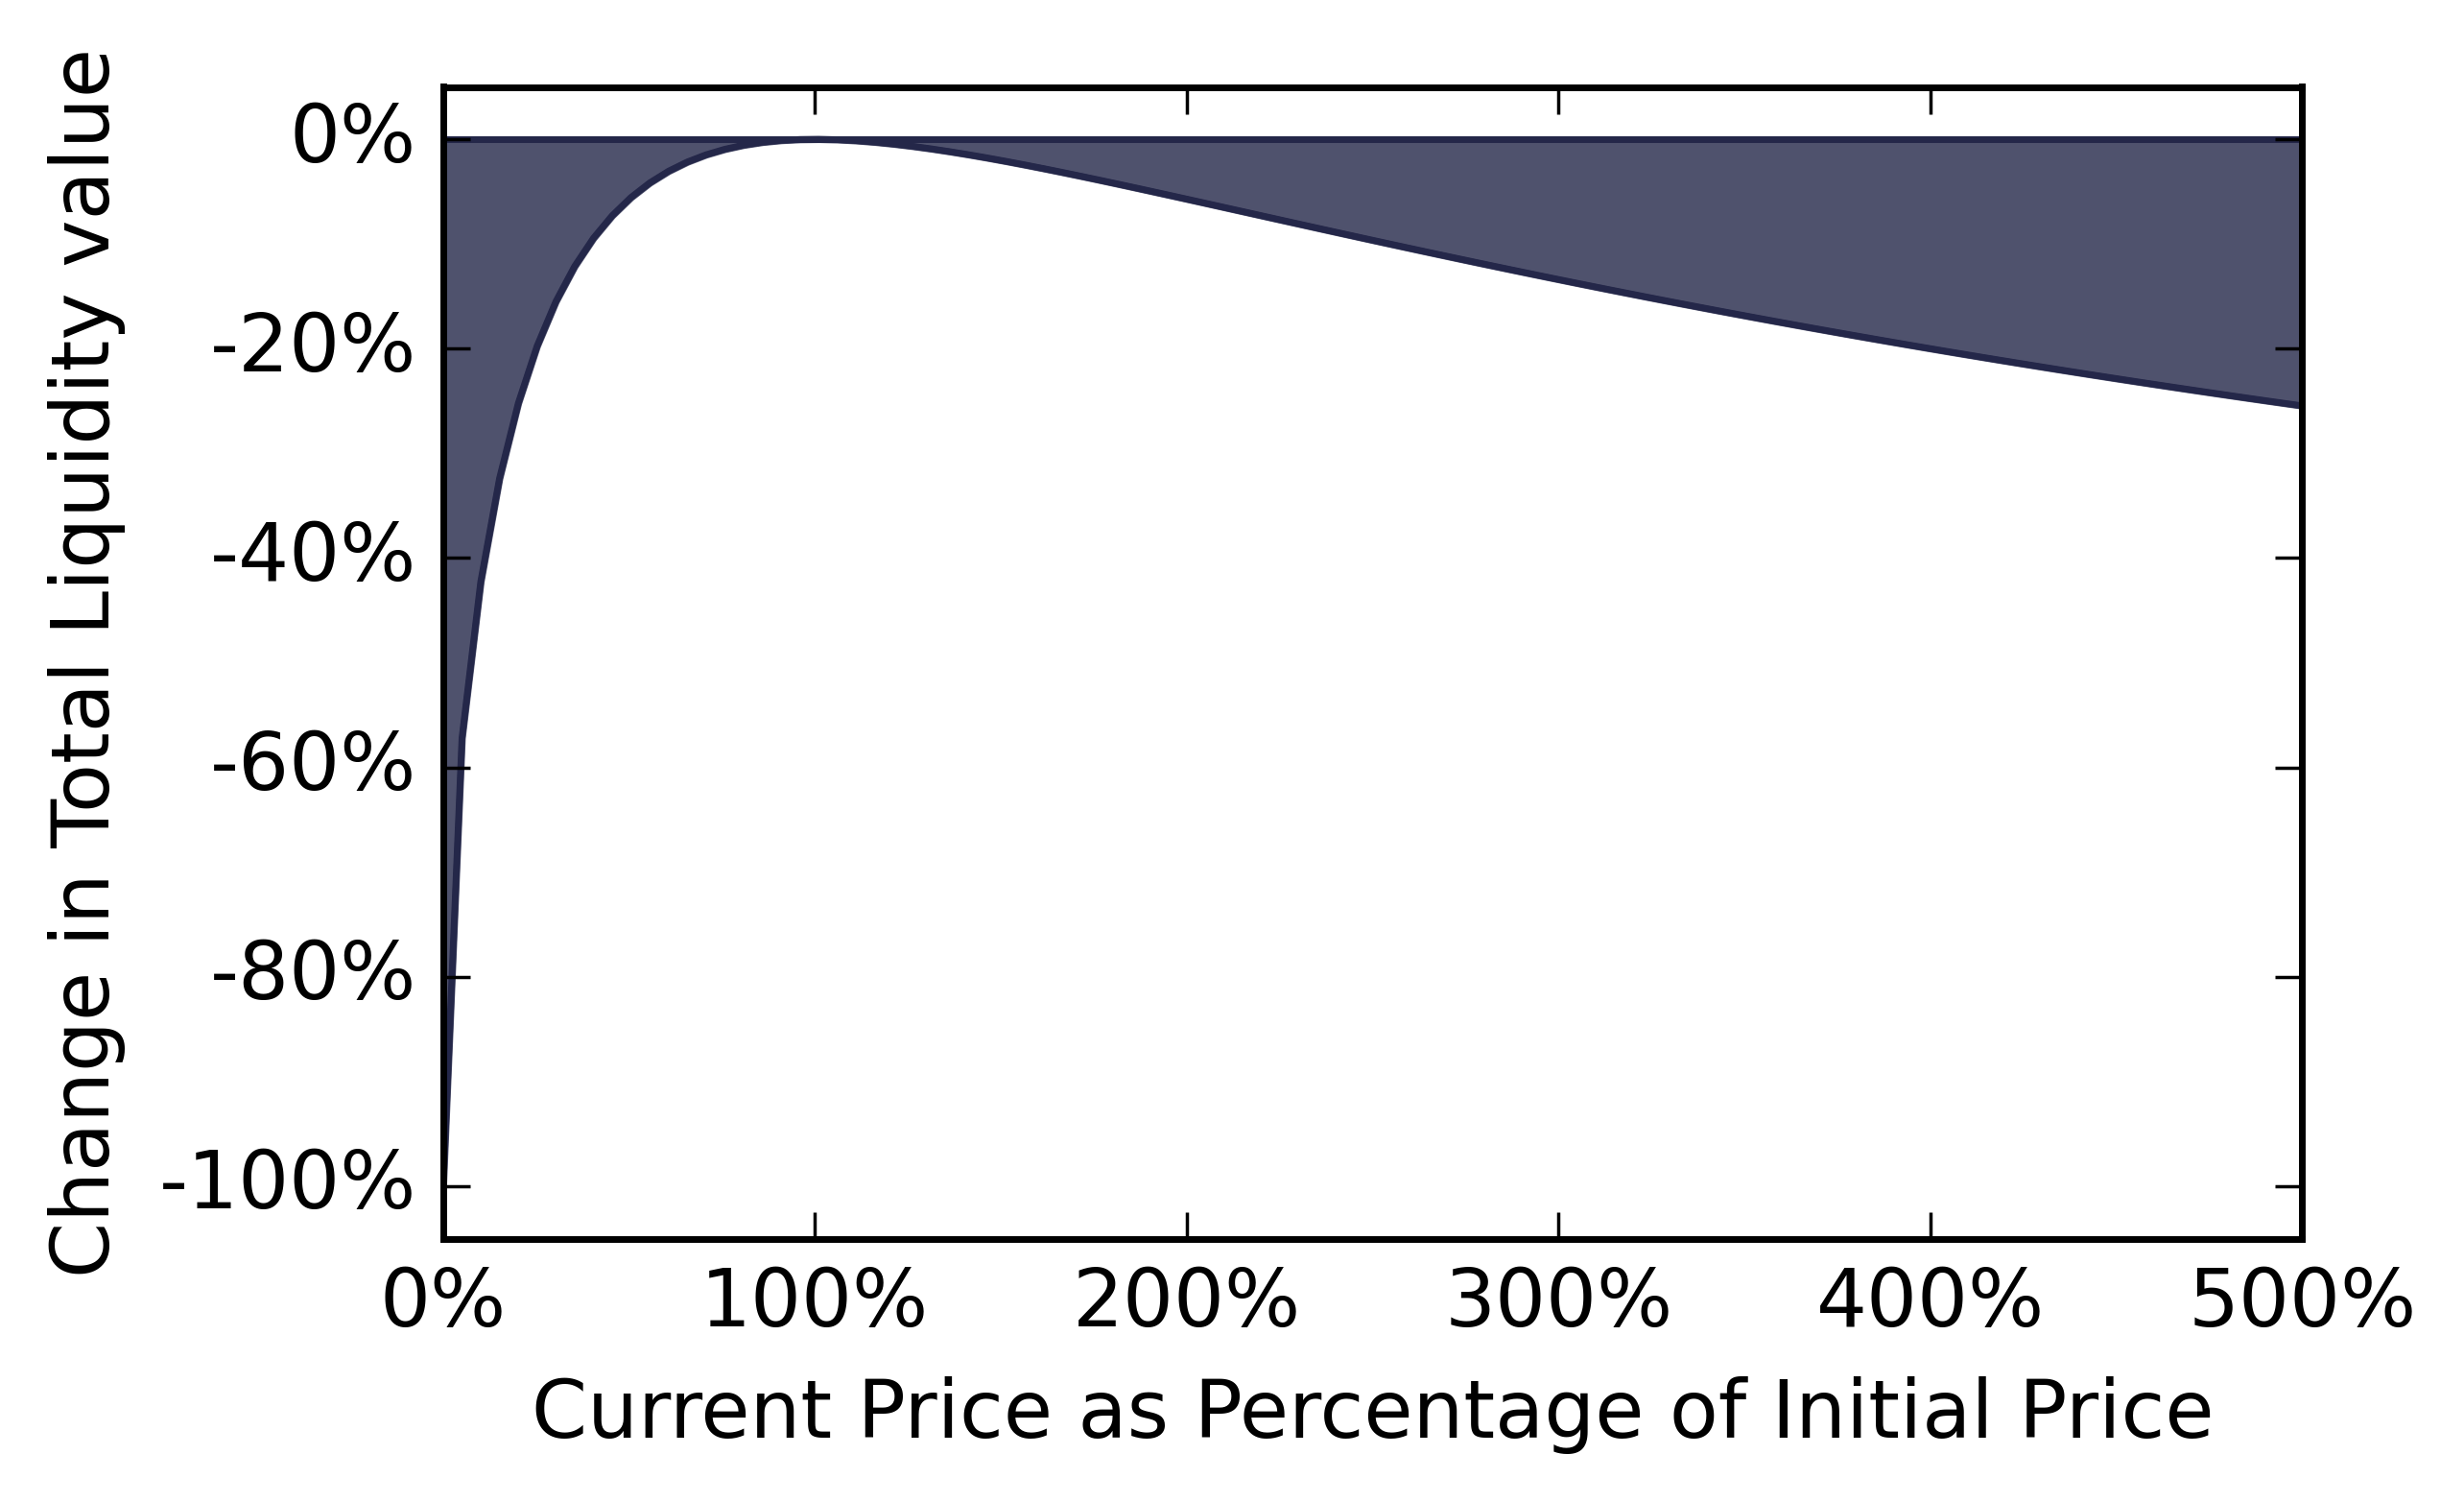 Change in Total Liquidity value
0%
-20%
-40%
-60%
-80%
-100%
0% 100% 200% 300% 400% 500%
Current Price as Percentage of Initial Price